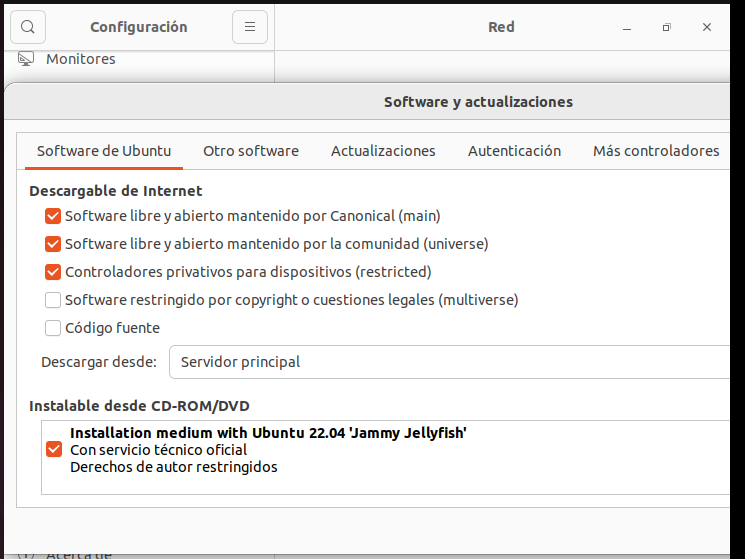 Configuración
Red
Monitores
Software y actualizaciones
Software de Ubuntu
Otro software
Actualizaciones
Autenticación
Más controladores
Descargable de Internet
Software libre y abierto mantenido por Canonical (main)
Software libre y abierto mantenido por la comunidad (universe)
Controladores privativos para dispositivos (restricted)
Software restringido por copyright o cuestiones legales (multiverse)
Código fuente
Descargar desde:
Servidor principal
Instalable desde CD-ROM/DVD
Installation medium with Ubuntu 22.04 'Jammy Jellyfish'
Con servicio técnico oficial
Derechos de autor restringidos
Acerca de